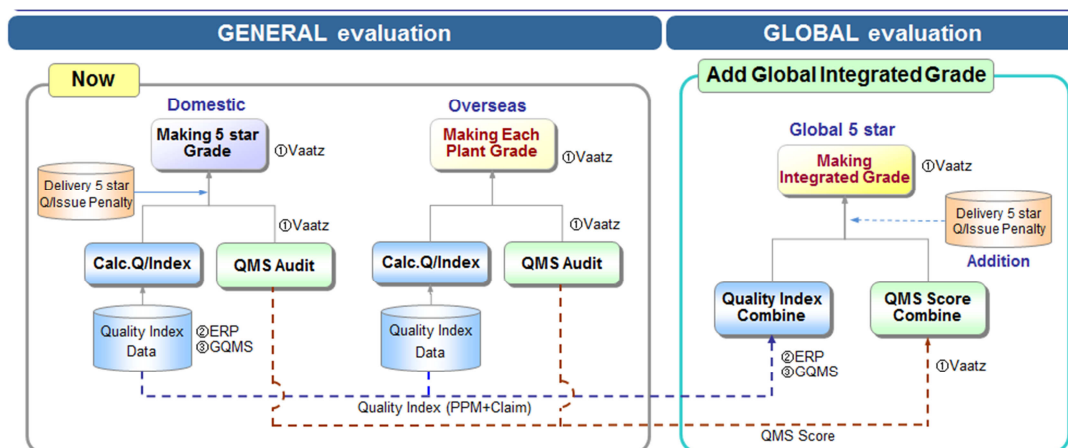 GENERAL evaluation
GLOBAL evaluation
Now
Add Global Integrated Grade
Domestic
Making 5 star
Grade
①Vaatz
Delivery 5 star
Q/Issue Penalty
①Vaatz
Calc.Q/Index
QMS Audit
Quality Index
Data
②ERP
③GQMS
Overseas
Making Each
Plant Grade
①Vaatz
①Vaatz
Calc.Q/Index
QMS Audit
Quality Index
Data
Quality Index (PPM+Claim)
Global 5 star
Making
Integrated Grade
①Vaatz
Delivery 5 star
Q/Issue Penalty
Addition
Quality Index
Combine
QMS Score
Combine
②ERP
③GQMS
①Vaatz
QMS Score